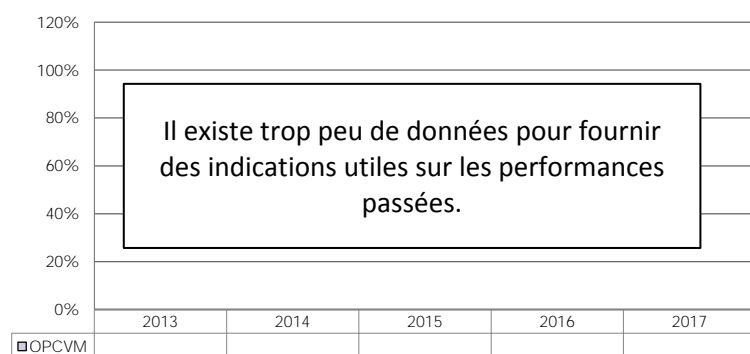 120%
100%
80%
60%
40%
20%
0%
Il existe trop peu de données pour fournir
des indications utiles sur les performances
passées.
2013 2014 2015 2016 2017
OPCVM